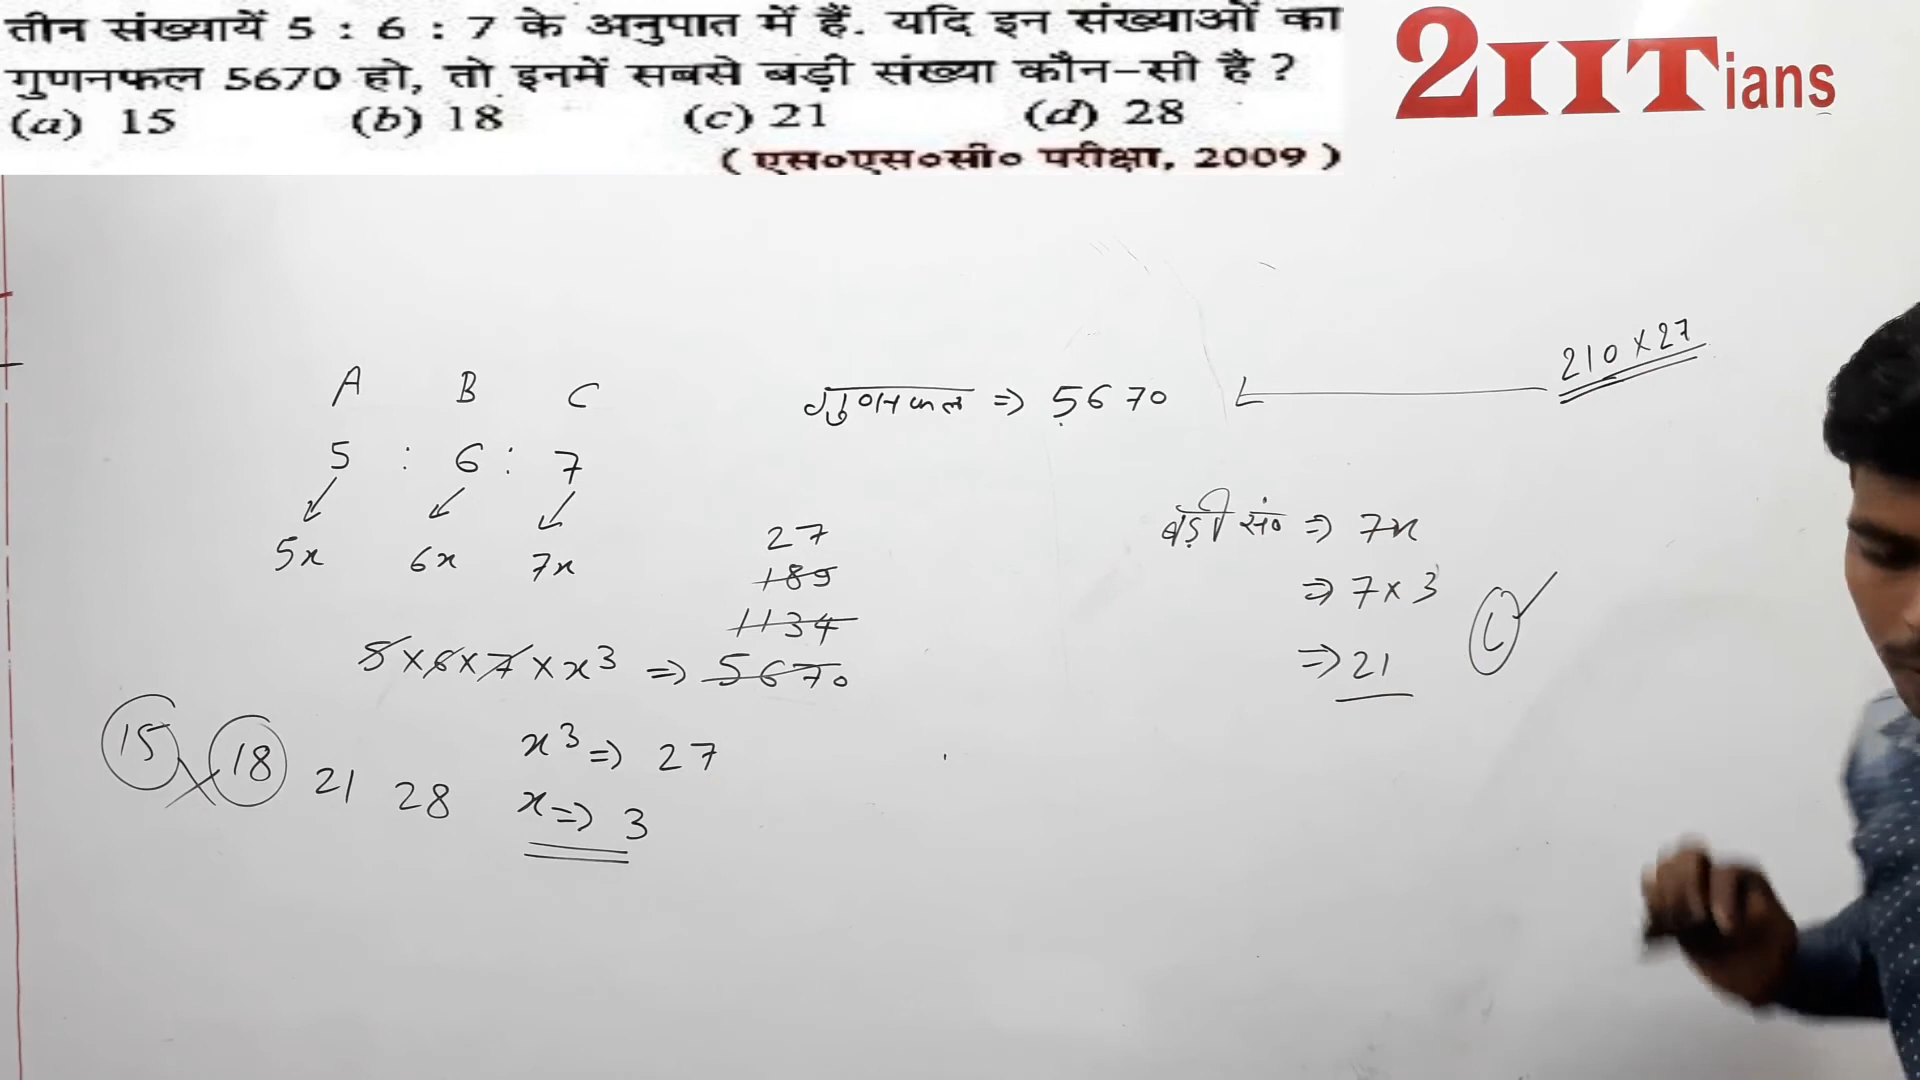 तीन संख्यायें 5 : 6 : 7 के अनुपात में हैं. यदि इन संख्याओं का
गुणनफल 5670 हो, तो इनमें सबसे बड़ी संख्या कौन-सी है ?
(a) 15 (b) 18 (c) 21 (d) 28
( एस०एस०सी० परीक्षा, 2009 )
2IITians
A B C
5 : 6 : 7
5x 6x 7x
गुणनफल => 5670
210 x 27
27
189
1134
5 x 6 x 7 x x³ => 5670
x³ => 27
x => 3
15 18 21 28
बड़ी सं० => 7x
=> 7 x 3
=> 21